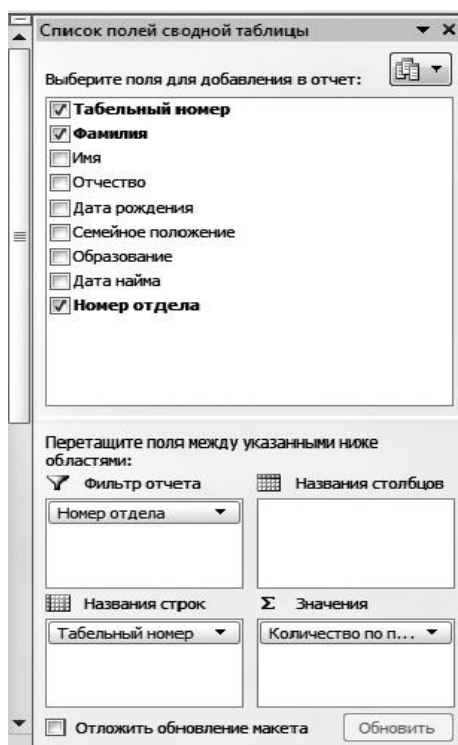 Список полей сводной таблицы
Выберите поля для добавления в отчет:
Табельный номер
Фамилия
Имя
Отчество
Дата рождения
Семейное положение
Образование
Дата найма
Номер отдела
Перетащите поля между указанными ниже
областями:
Фильтр отчета
Названия столбцов
Номер отдела
Названия строк
Σ Значения
Табельный номер
Количество по п...
Отложить обновление макета
Обновить